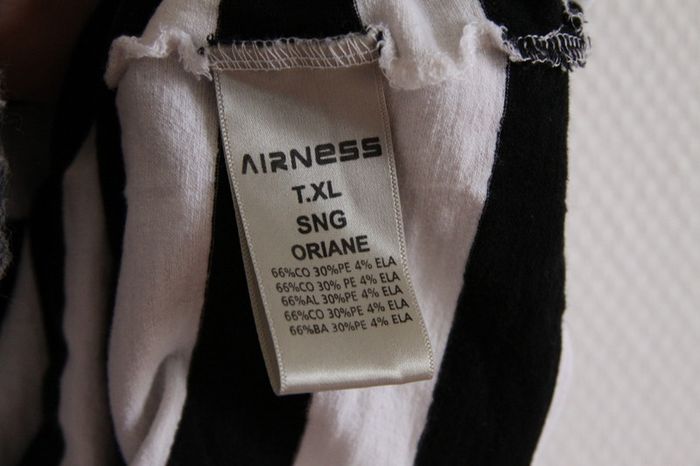 AIRNESS
T.XL
SNG
ORIANE
66%CO 30%PE 4% ELA
66%CO 30% PE 4% ELA
66%AL 30%PE 4% ELA
66%CO 30%PE 4% ELA
66%BA 30%PE 4% ELA